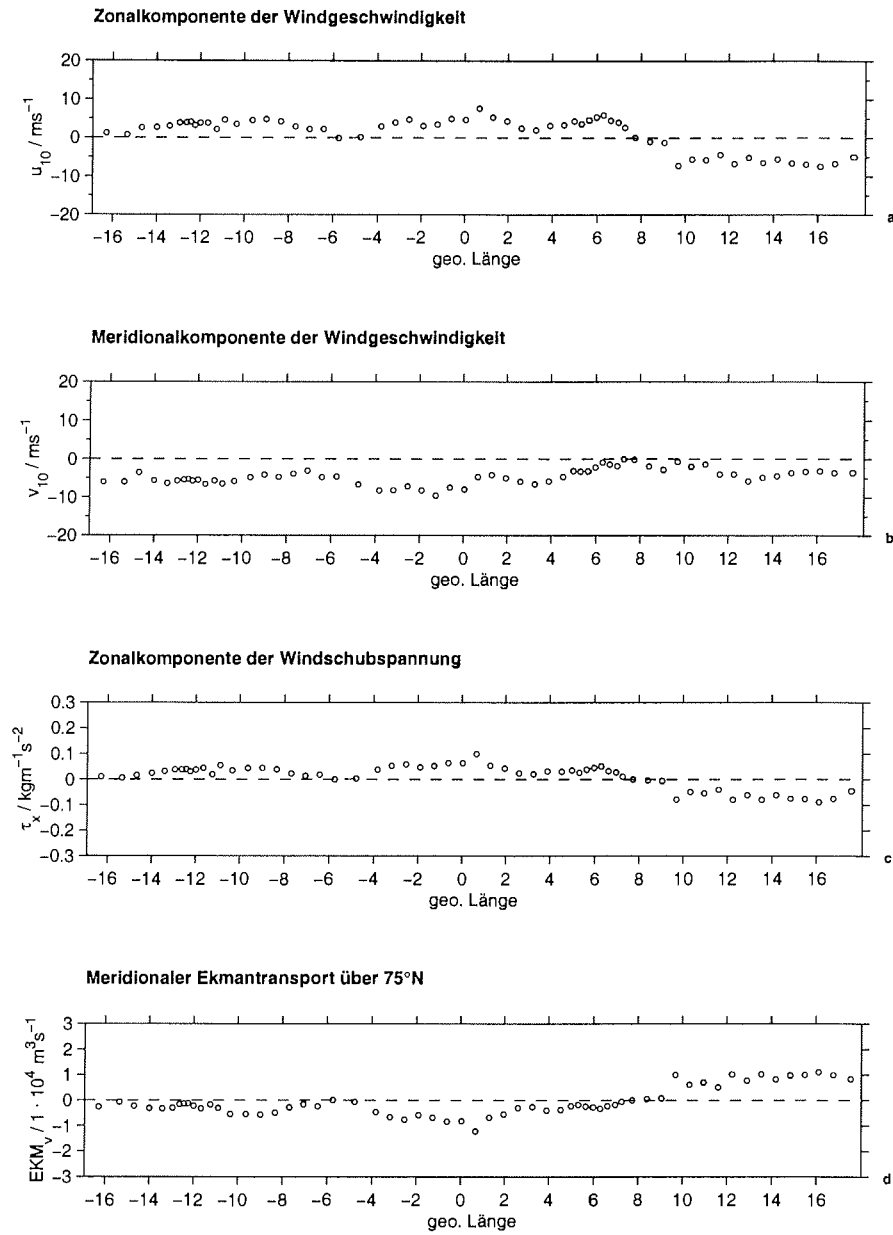 Zonalkomponente der Windgeschwindigkeit
20
10
0
−10
−20
u10 / ms−1
−16 −14 −12 −10 −8 −6 −4 −2 0 2 4 6 8 10 12 14 16
geo. Länge
a
Meridionalkomponente der Windgeschwindigkeit
20
10
0
−10
−20
v10 / ms−1
−16 −14 −12 −10 −8 −6 −4 −2 0 2 4 6 8 10 12 14 16
geo. Länge
b
Zonalkomponente der Windschubspannung
0.3
0.2
0.1
0
−0.1
−0.2
−0.3
τx / kgm−1s−2
−16 −14 −12 −10 −8 −6 −4 −2 0 2 4 6 8 10 12 14 16
geo. Länge
c
Meridionaler Ekmantransport über 75°N
3
2
1
0
−1
−2
−3
EKMv / 1 · 10^4 m3s−1
−16 −14 −12 −10 −8 −6 −4 −2 0 2 4 6 8 10 12 14 16
geo. Länge
d